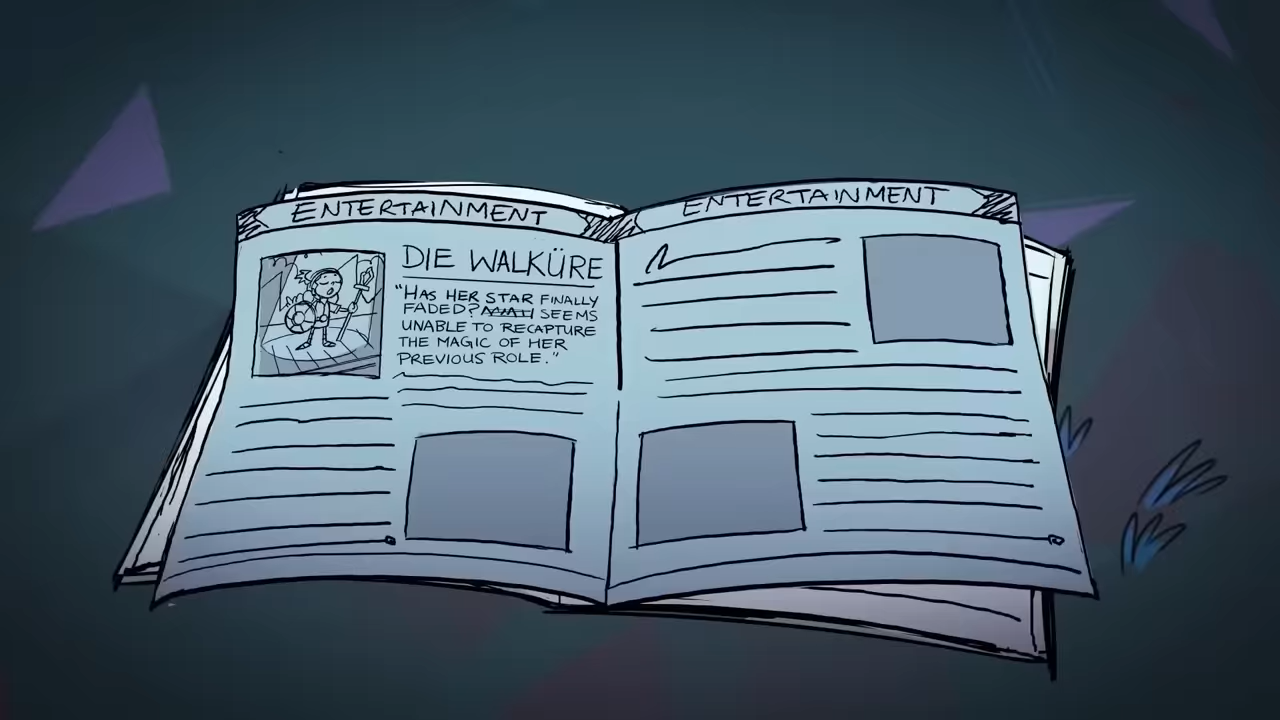 ENTERTAINMENT
DIE WALKÜRE
"HAS HER STAR FINALLY
FADED? SEEMS
UNABLE TO RECAPTURE
THE MAGIC OF HER
PREVIOUS ROLE."
ENTERTAINMENT